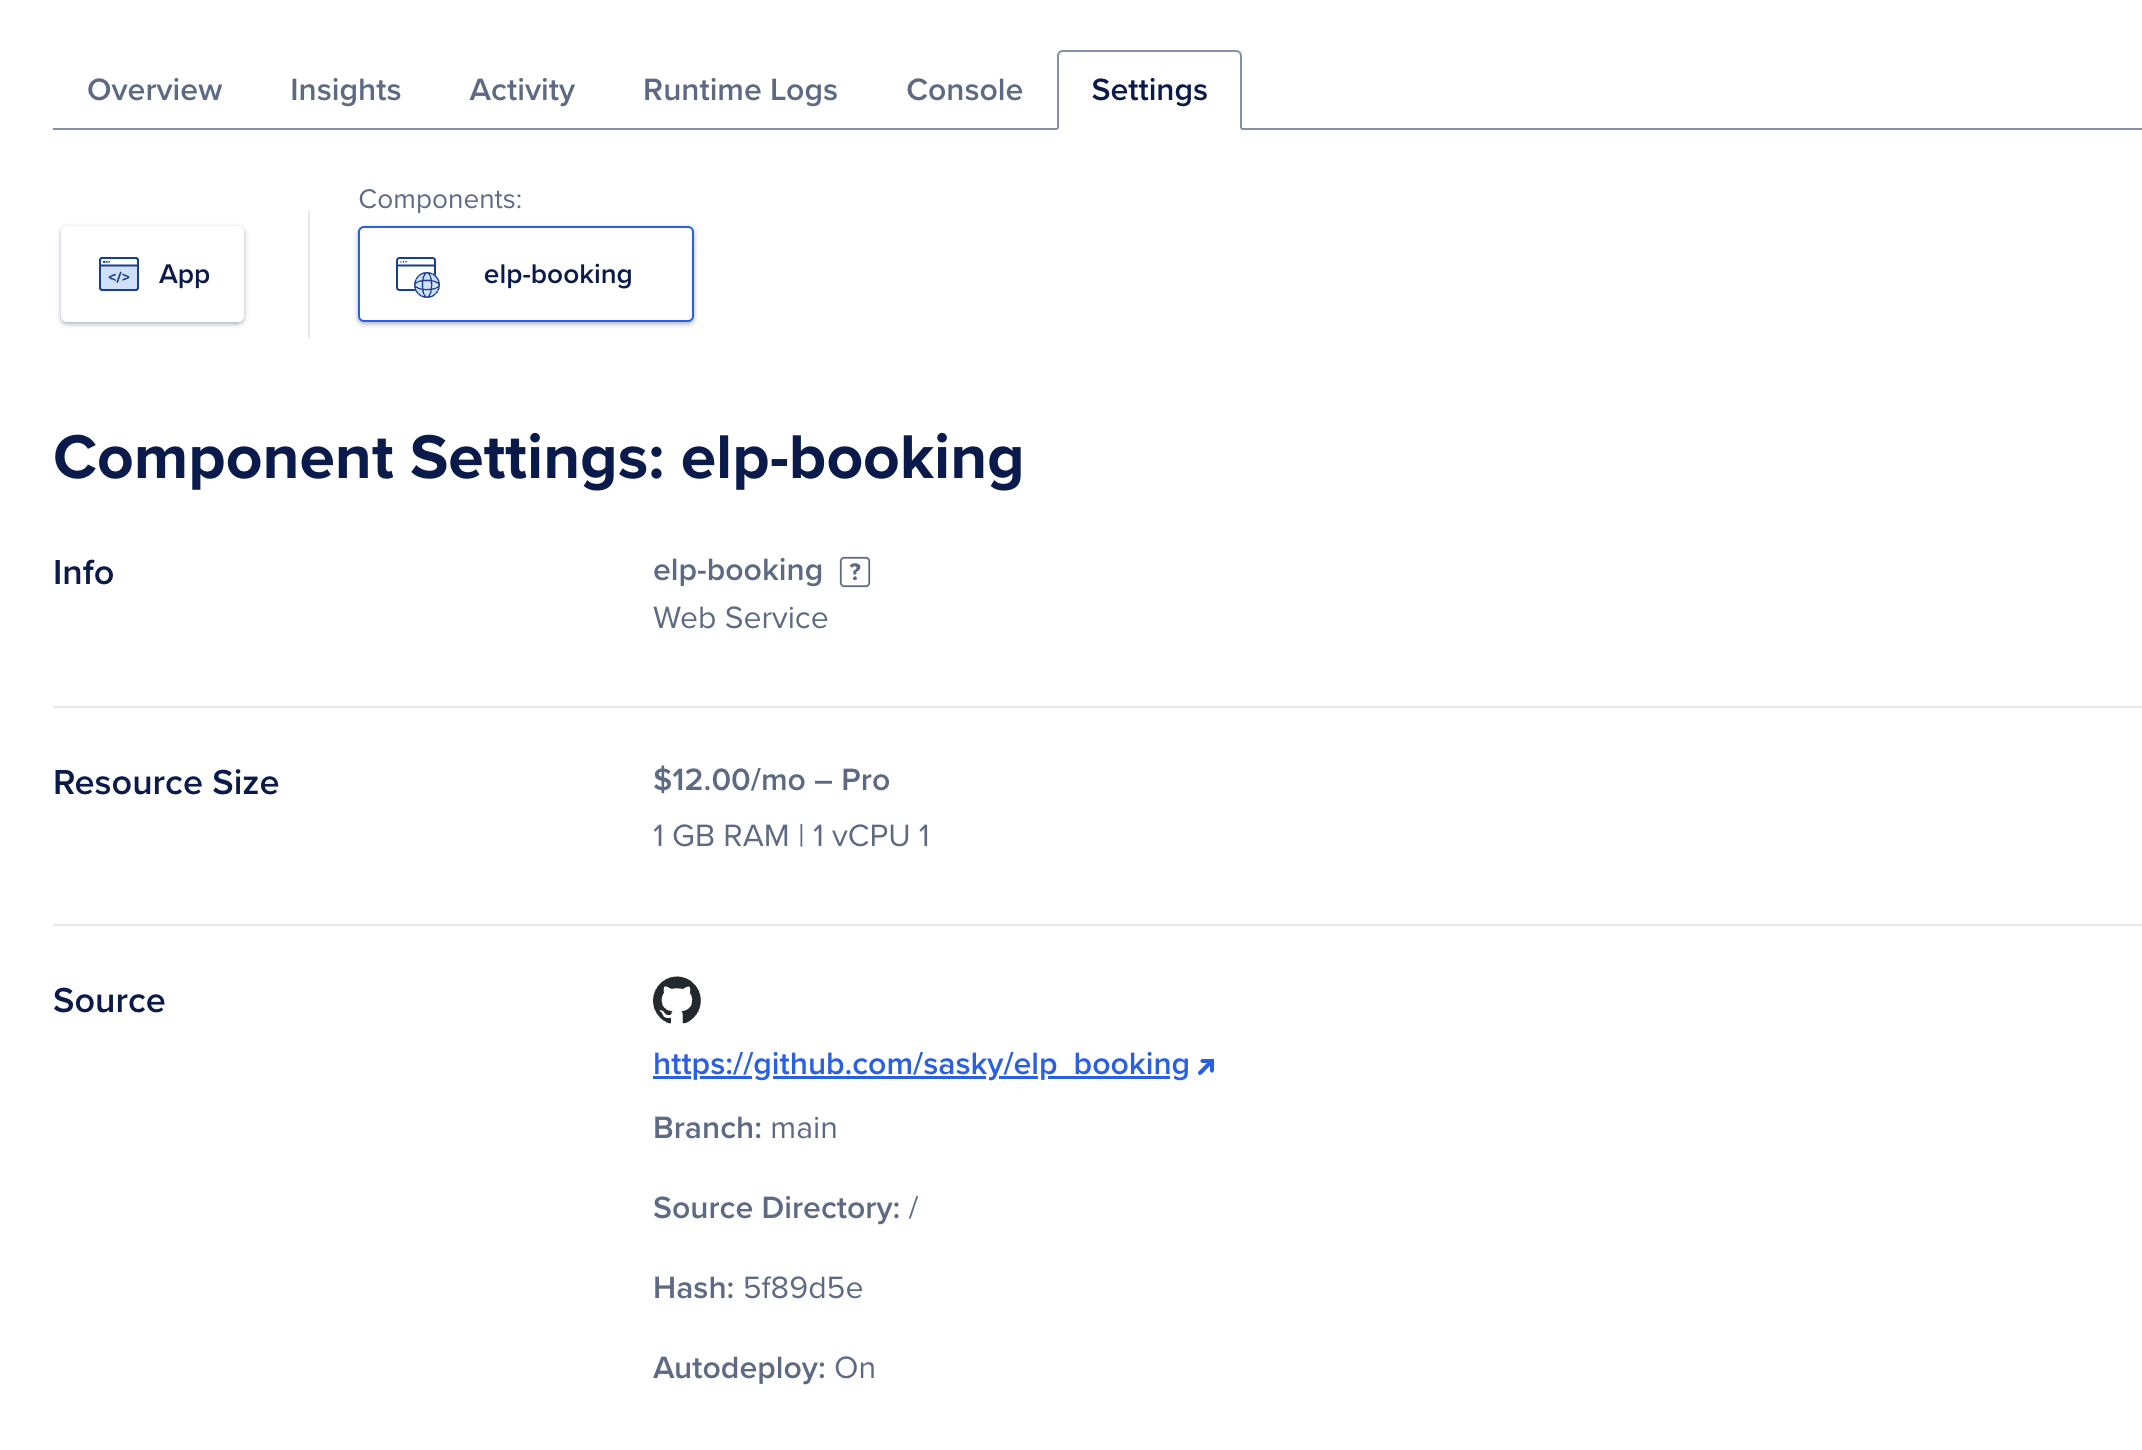 Overview Insights Activity Runtime Logs Console Settings
Components:
</> App
elp-booking
Component Settings: elp-booking
Info
elp-booking ?
Web Service
Resource Size
$12.00/mo – Pro
1 GB RAM | 1 vCPU 1
Source
https://github.com/sasky/elp_booking
Branch: main
Source Directory: /
Hash: 5f89d5e
Autodeploy: On